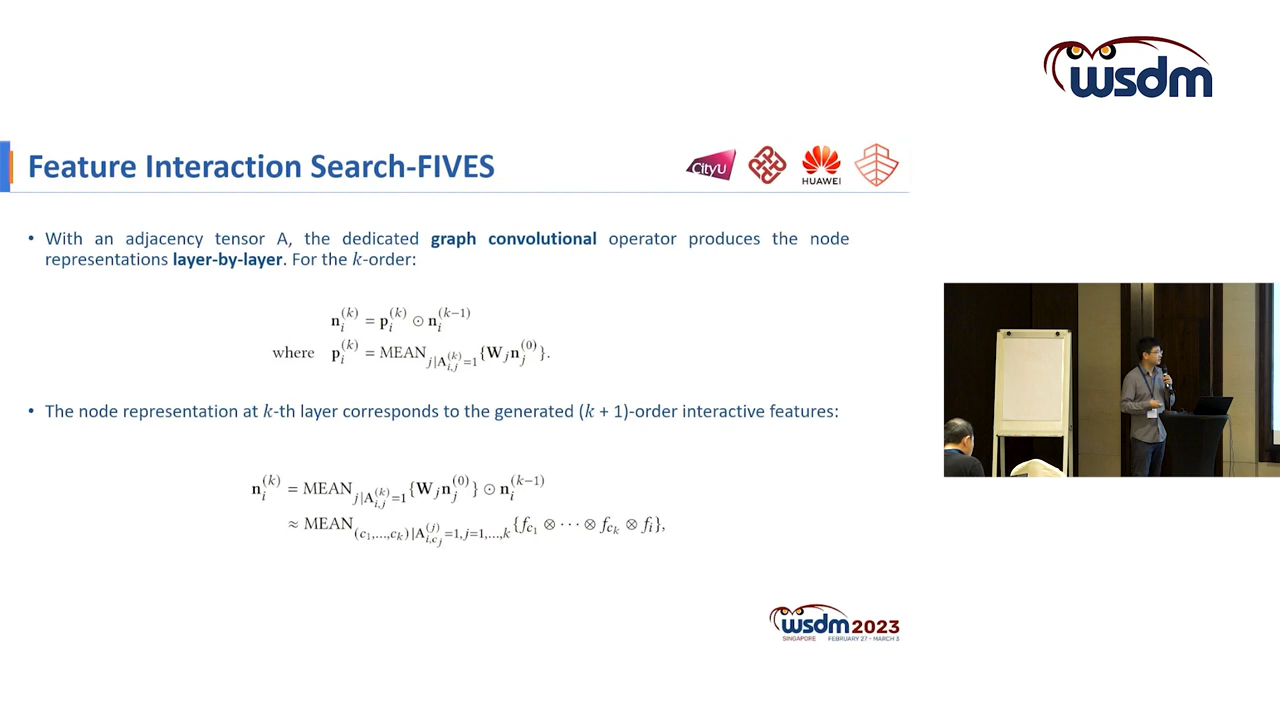 wsdm
Feature Interaction Search-FIVES
CityU
HUAWEI
• With an adjacency tensor A, the dedicated graph convolutional operator produces the node
representations layer-by-layer. For the k-order:
n_i^{(k)} = p_i^{(k)} ⊙ n_i^{(k-1)}
where p_i^{(k)} = MEAN_{j|A_{i,j}^{(k)}=1}{W_j n_j^{(0)}}.
• The node representation at k-th layer corresponds to the generated (k + 1)-order interactive features:
n_i^{(k)} = MEAN_{j|A_{i,j}^{(k)}=1}{W_j n_j^{(0)}} ⊙ n_i^{(k-1)}
≈ MEAN_{(c_1,...,c_k)|A_{i,c_j}^{(j)}=1,j=1,...,k}{f_{c_1} ⊗ ··· ⊗ f_{c_k} ⊗ f_i},
wsdm 2023
SINGAPORE FEBRUARY 27 - MARCH 3